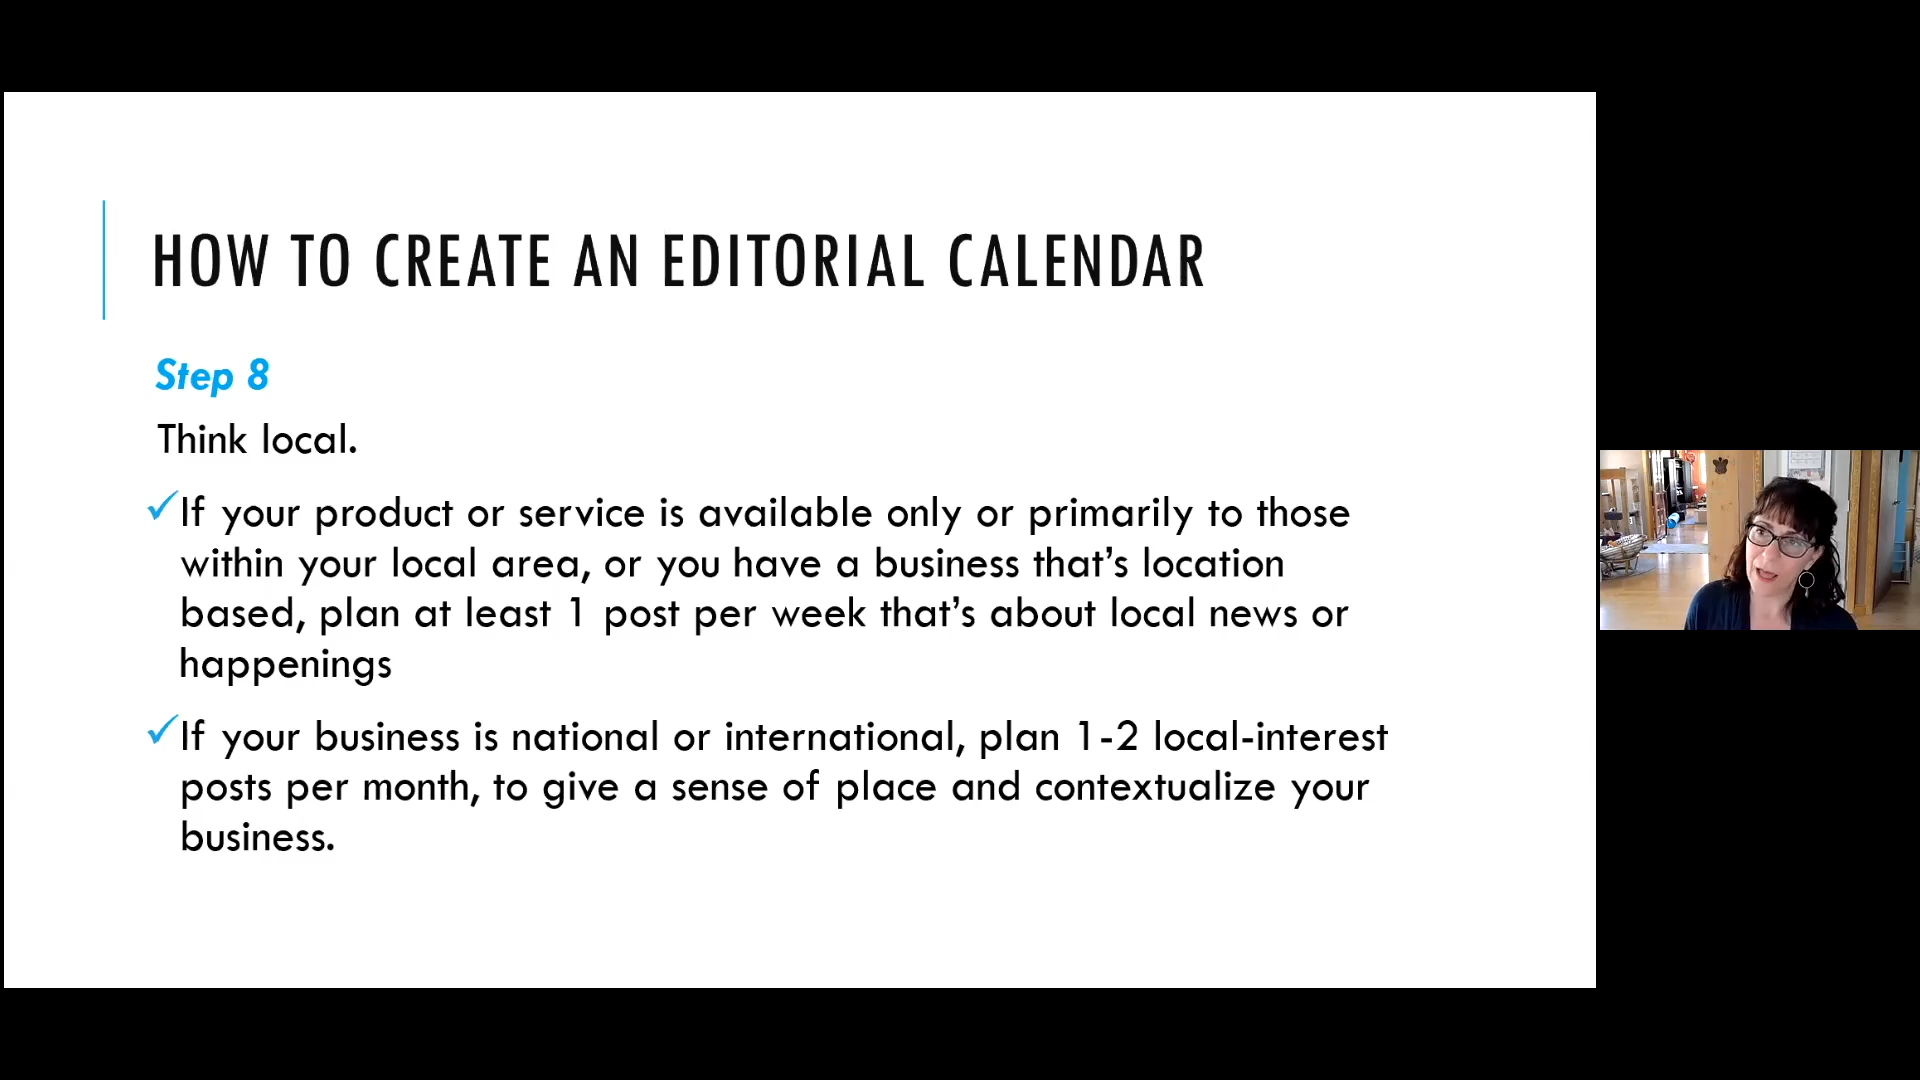 HOW TO CREATE AN EDITORIAL CALENDAR
Step 8
Think local.
✓If your product or service is available only or primarily to those
within your local area, or you have a business that’s location
based, plan at least 1 post per week that’s about local news or
happenings
✓If your business is national or international, plan 1-2 local-interest
posts per month, to give a sense of place and contextualize your
business.